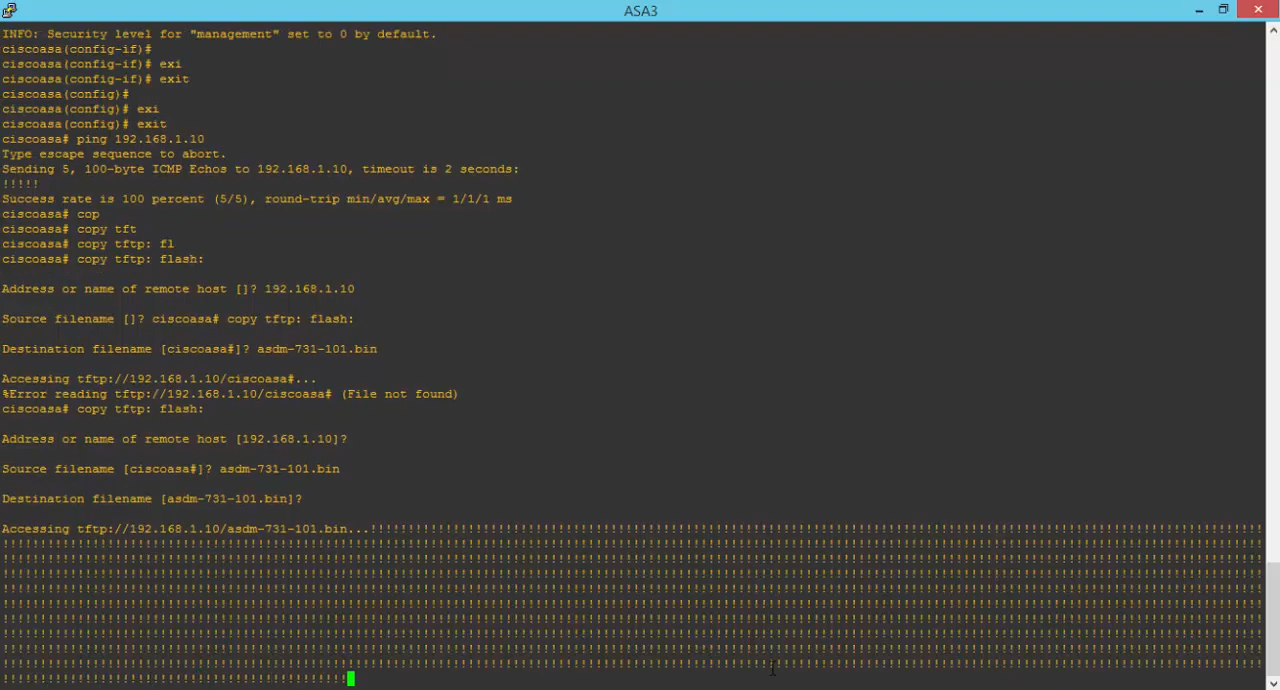 ASA3
INFO: Security level for "management" set to 0 by default.
ciscoasa(config-if)#
ciscoasa(config-if)# exi
ciscoasa(config-if)# exit
ciscoasa(config)#
ciscoasa(config)# exi
ciscoasa(config)# exit
ciscoasa# ping 192.168.1.10
Type escape sequence to abort.
Sending 5, 100-byte ICMP Echos to 192.168.1.10, timeout is 2 seconds:
!!!!!
Success rate is 100 percent (5/5), round-trip min/avg/max = 1/1/1 ms
ciscoasa# cop
ciscoasa# copy tft
ciscoasa# copy tftp: fl
ciscoasa# copy tftp: flash:
Address or name of remote host []? 192.168.1.10
Source filename []? ciscoasa# copy tftp: flash:
Destination filename [ciscoasa#]? asdm-731-101.bin
Accessing tftp://192.168.1.10/ciscoasa#...
%Error reading tftp://192.168.1.10/ciscoasa# (File not found)
ciscoasa# copy tftp: flash:
Address or name of remote host [192.168.1.10]?
Source filename [ciscoasa#]? asdm-731-101.bin
Destination filename [asdm-731-101.bin]?
Accessing tftp://192.168.1.10/asdm-731-101.bin...!!!!!!!!!!!!!!!!!!!!!!!!!!!!!!!!!!!!!!!!!!!!!!!!!!!!!!!!!!!!!!!!!!!!!!!!!!!!!!!!!!!!!!!!!!!!!!!!!!!!!!!!!!!!!!!!!!!!!!!